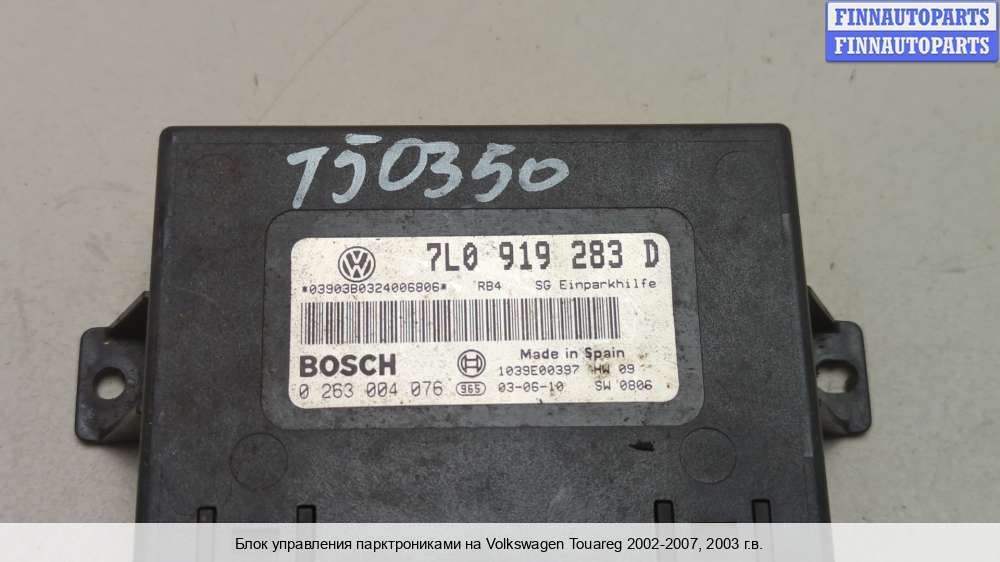 FINNAUTOPARTS
FINNAUTOPARTS
TJ0350
7L0 919 283 D
*03903B0324006806* RB4 SG Einparkhilfe
BOSCH
Made in Spain
1039E00397 HW 09
0 263 004 076 965 03-06-10 SW 0806
Блок управления парктрониками на Volkswagen Touareg 2002-2007, 2003 г.в.